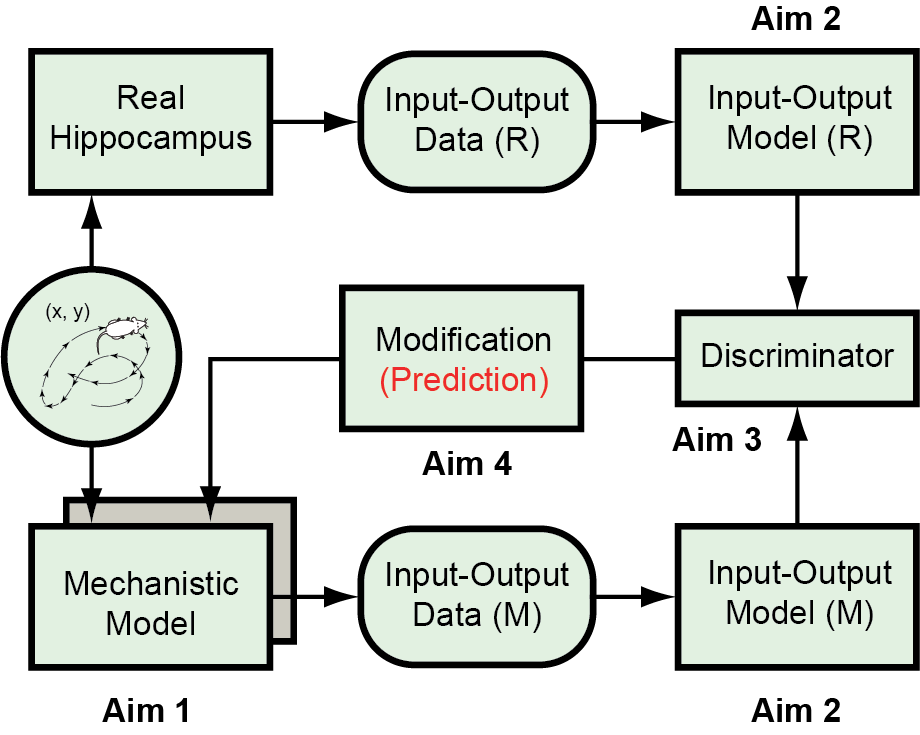 Aim 2
Real
Hippocampus
Input-Output
Data (R)
Input-Output
Model (R)
(x, y)
Modification
(Prediction)
Discriminator
Aim 3
Aim 4
Mechanistic
Model
Input-Output
Data (M)
Input-Output
Model (M)
Aim 1
Aim 2